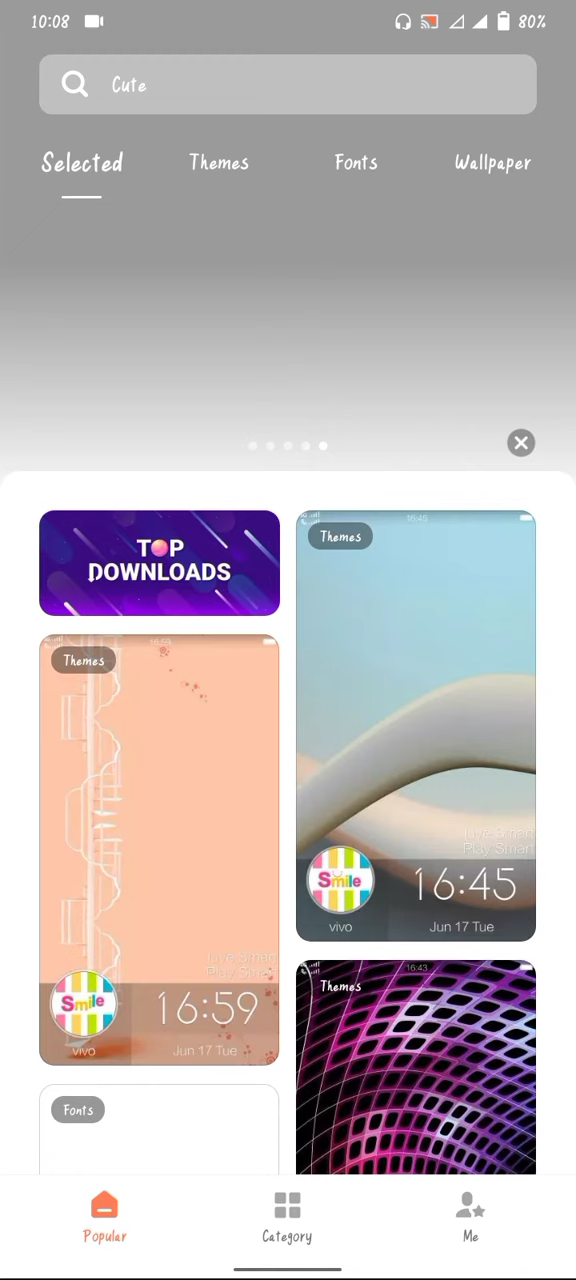 10:08
80%
Cute
Selected
Themes
Fonts
Wallpaper
TOP
DOWNLOADS
16:45
Themes
Live Smart
Play Smart
Smile
16:45
vivo
Jun 17 Tue
16:59
Themes
Live Smart
Play Smart
Smile
16:59
vivo
Jun 17 Tue
16:43
Themes
Fonts
Popular
Category
Me